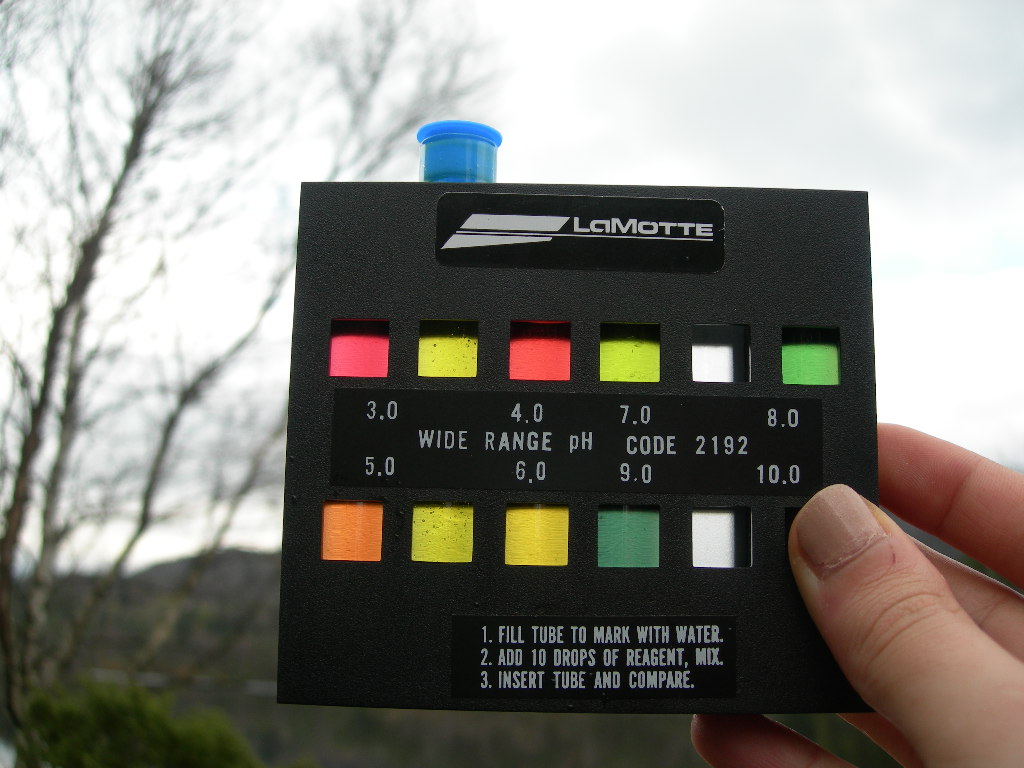 LaMOTTE
3.0 4.0 7.0 8.0
WIDE RANGE pH CODE 2192
5.0 6.0 9.0 10.0
1. FILL TUBE TO MARK WITH WATER.
2. ADD 10 DROPS OF REAGENT, MIX.
3. INSERT TUBE AND COMPARE.